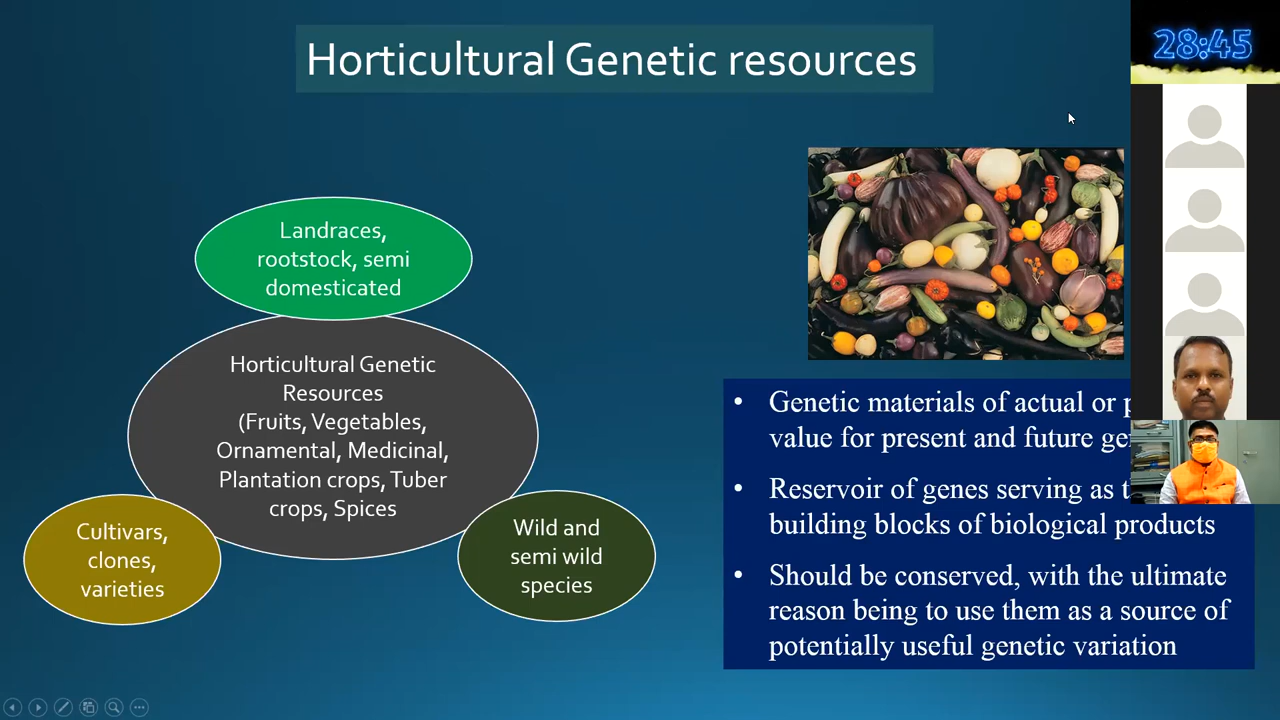 Horticultural Genetic resources
28:45
Landraces,
rootstock, semi
domesticated
Horticultural Genetic
Resources
(Fruits, Vegetables,
Ornamental, Medicinal,
Plantation crops, Tuber
crops, Spices
Cultivars,
clones,
varieties
Wild and
semi wild
species
• Genetic materials of actual or
value for present and future
• Reservoir of genes serving as
building blocks of biological products
• Should be conserved, with the ultimate
reason being to use them as a source of
potentially useful genetic variation